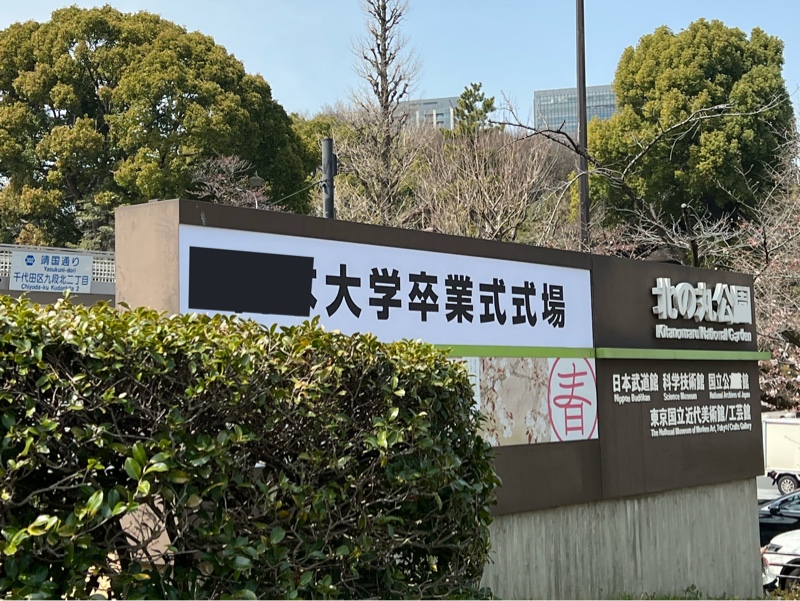 靖国通り
Yasukuni-dori
千代田区九段北二丁目
Chiyoda-ku Kudankita 2
大学卒業式式場
春
北の丸公園
Kitanomaru National Garden
日本武道館 科学技術館 国立公 館
Nippon Budokan Science Museum National Archives of Japan
東京国立近代美術館/工芸館
The National Museum of Modern Art, Tokyo/Crafts Gallery